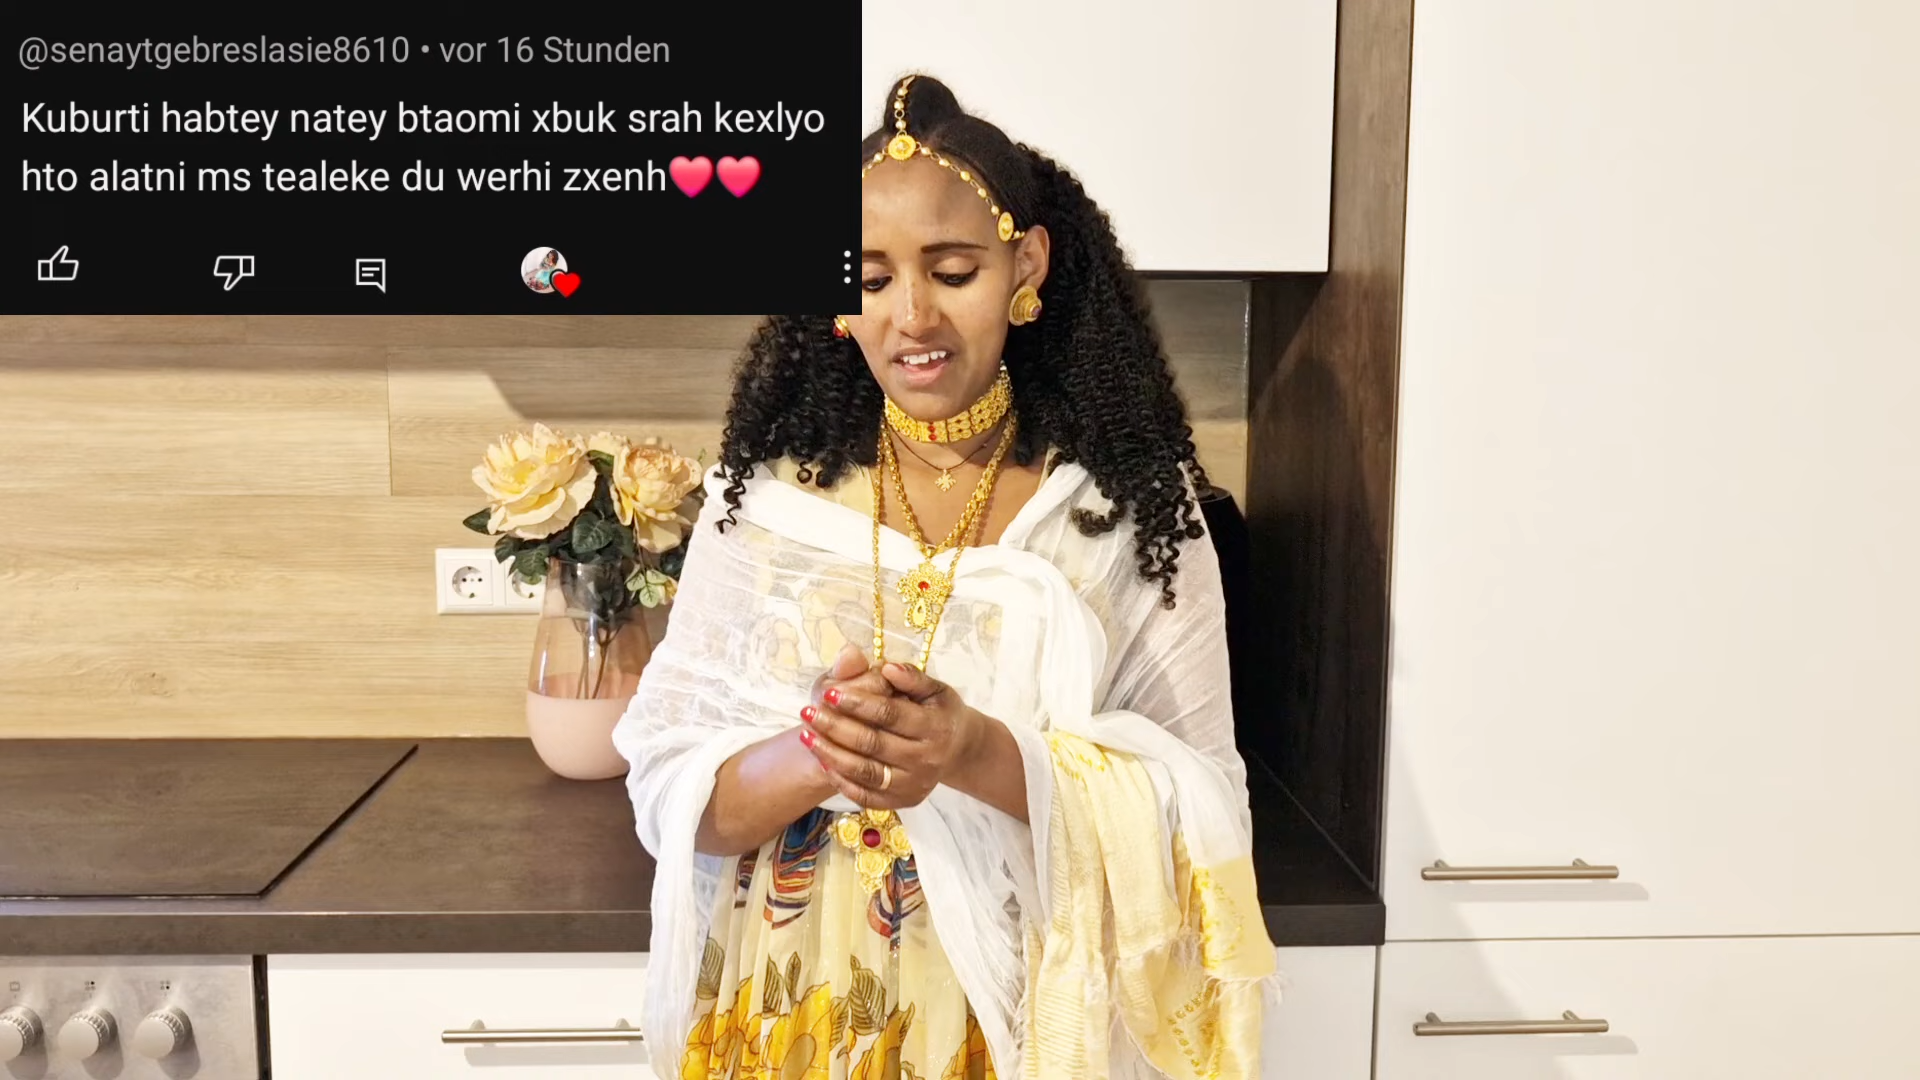 @senaytgebreslasie8610 • vor 16 Stunden
Kuburti habtey natey btaomi xbuk srah kexlyo
hto alatni ms tealeke du werhi zxenh❤️❤️